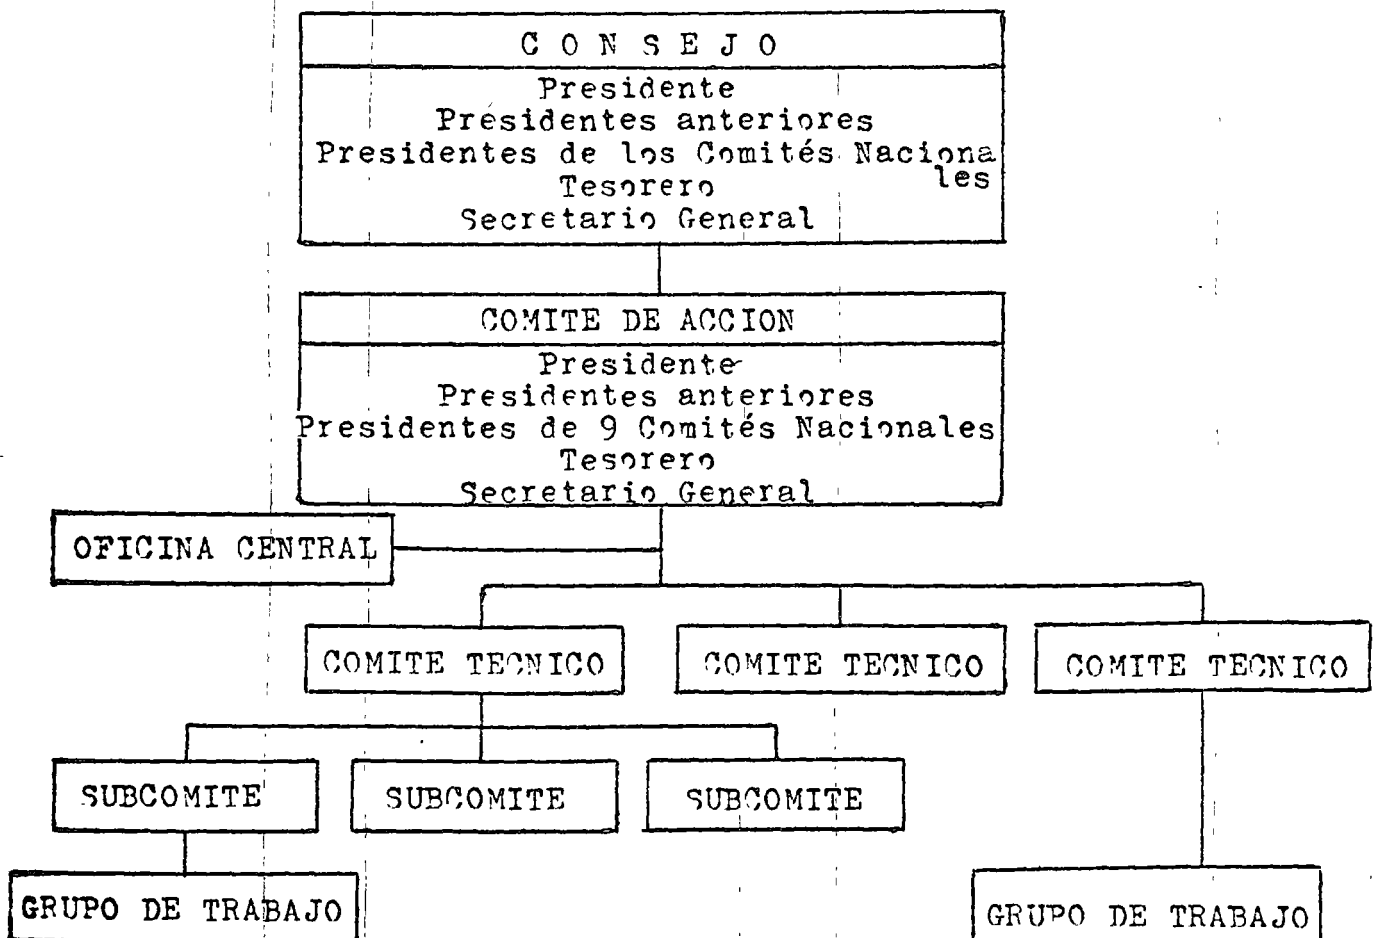 C O N S E J O
Presidente
Présidentes anteriores
Presidentes de los Comités Naciona
les
Tesorero
Secretario General
COMITE DE ACCION
Presidente
Presidentes anteriores
Presidentes de 9 Comités Nacionales
Tesorero
Secretario General
OFICINA CENTRAL
COMITE TECNICO
COMITE TECNICO
COMITE TECNICO
SUBCOMITE
SUBCOMITE
SUBCOMITE
GRUPO DE TRABAJO
GRUPO DE TRABAJO